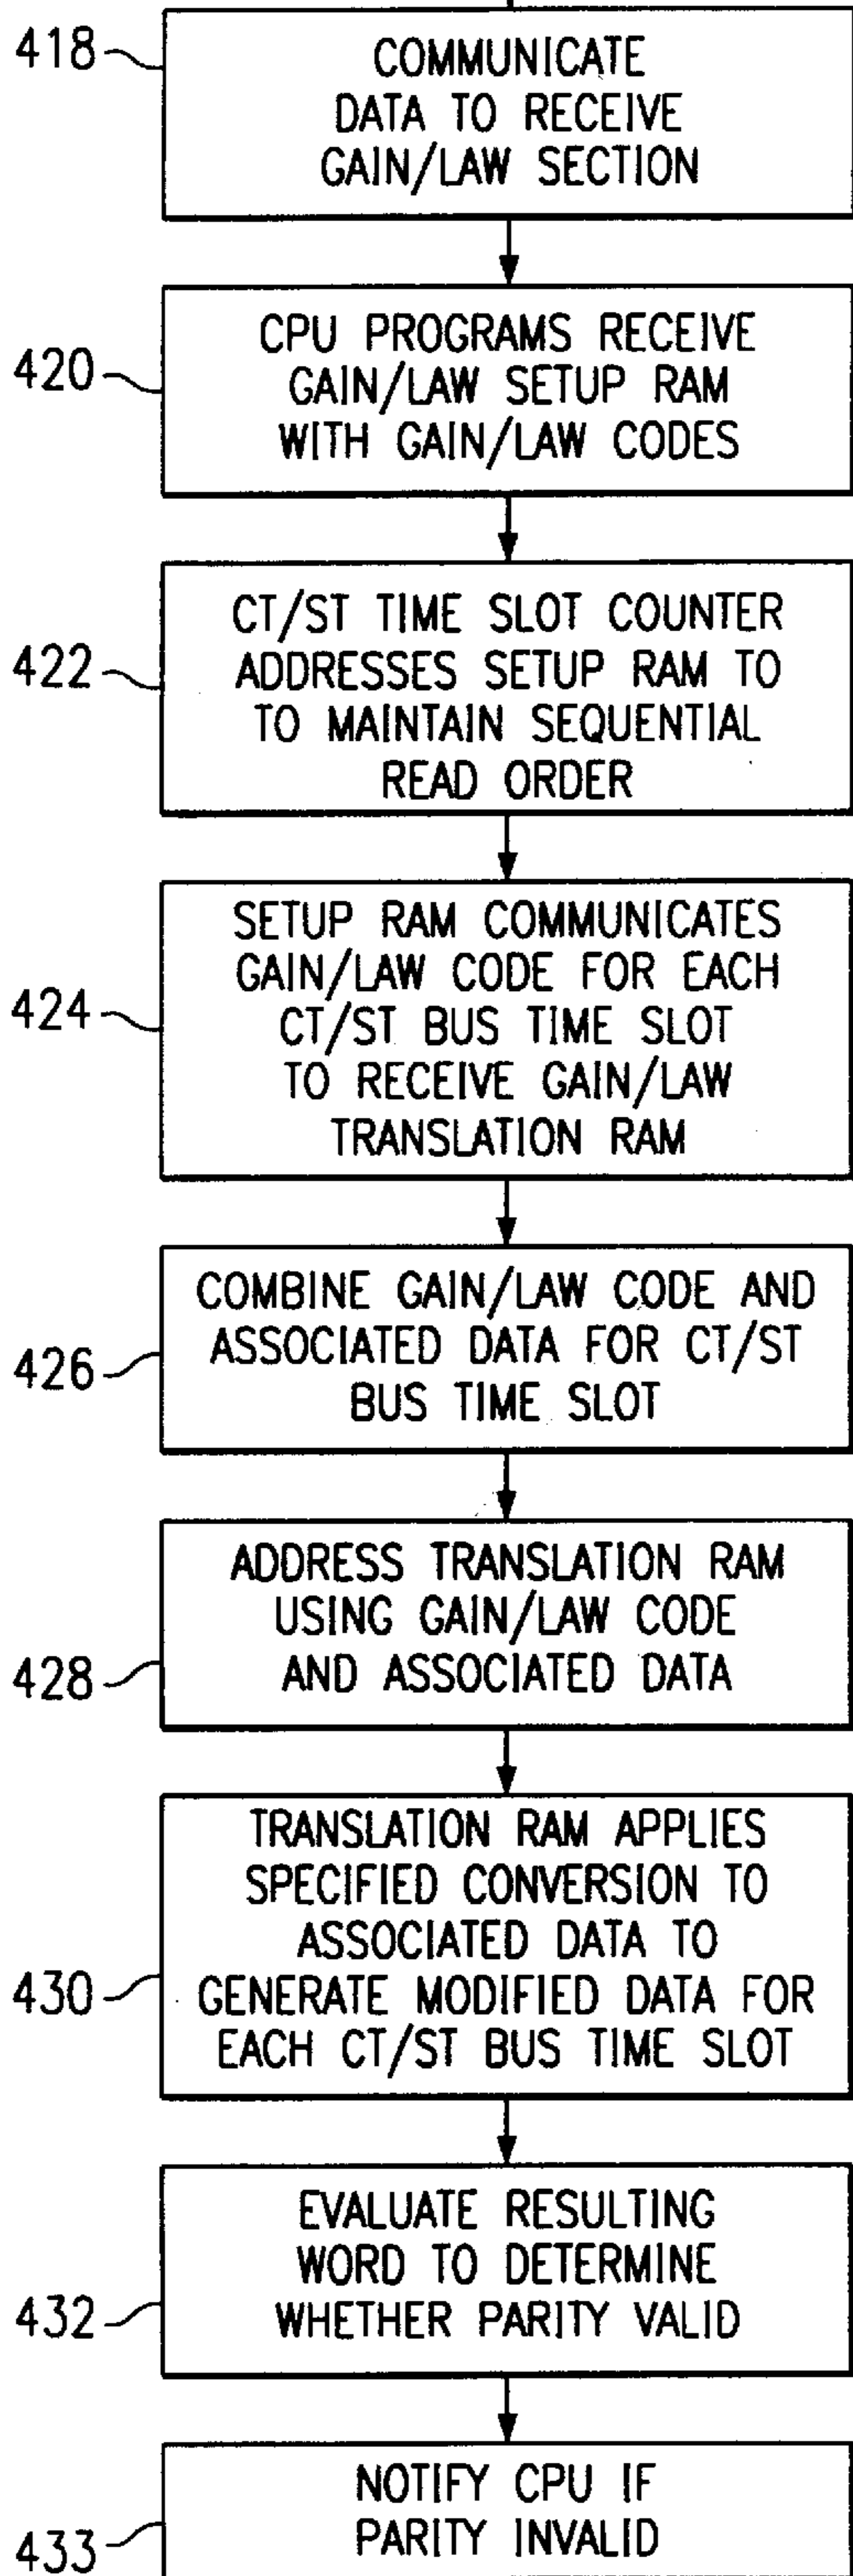 418
COMMUNICATE
DATA TO RECEIVE
GAIN/LAW SECTION
420
CPU PROGRAMS RECEIVE
GAIN/LAW SETUP RAM
WITH GAIN/LAW CODES
422
CT/ST TIME SLOT COUNTER
ADDRESSES SETUP RAM TO
TO MAINTAIN SEQUENTIAL
READ ORDER
424
SETUP RAM COMMUNICATES
GAIN/LAW CODE FOR EACH
CT/ST BUS TIME SLOT
TO RECEIVE GAIN/LAW
TRANSLATION RAM
426
COMBINE GAIN/LAW CODE AND
ASSOCIATED DATA FOR CT/ST
BUS TIME SLOT
428
ADDRESS TRANSLATION RAM
USING GAIN/LAW CODE
AND ASSOCIATED DATA
430
TRANSLATION RAM APPLIES
SPECIFIED CONVERSION TO
ASSOCIATED DATA TO
GENERATE MODIFIED DATA FOR
EACH CT/ST BUS TIME SLOT
432
EVALUATE RESULTING
WORD TO DETERMINE
WHETHER PARITY VALID
433
NOTIFY CPU IF
PARITY INVALID